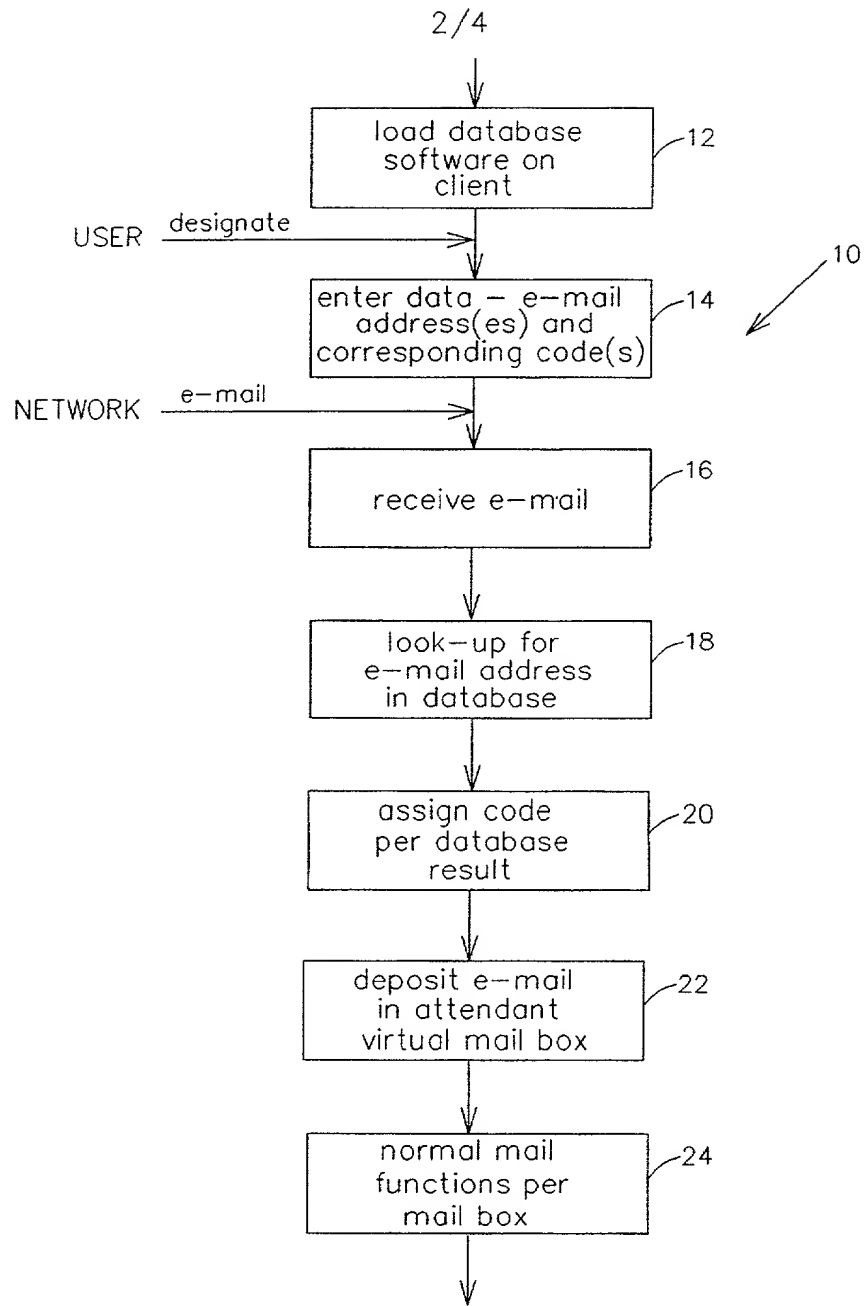 2/4
load database
software on
client
12
USER
designate
10
enter data - e-mail
address(es) and
corresponding code(s)
14
NETWORK
e-mail
receive e-mail
16
look-up for
e-mail address
in database
18
assign code
per database
result
20
deposit e-mail
in attendant
virtual mail box
22
normal mail
functions per
mail box
24